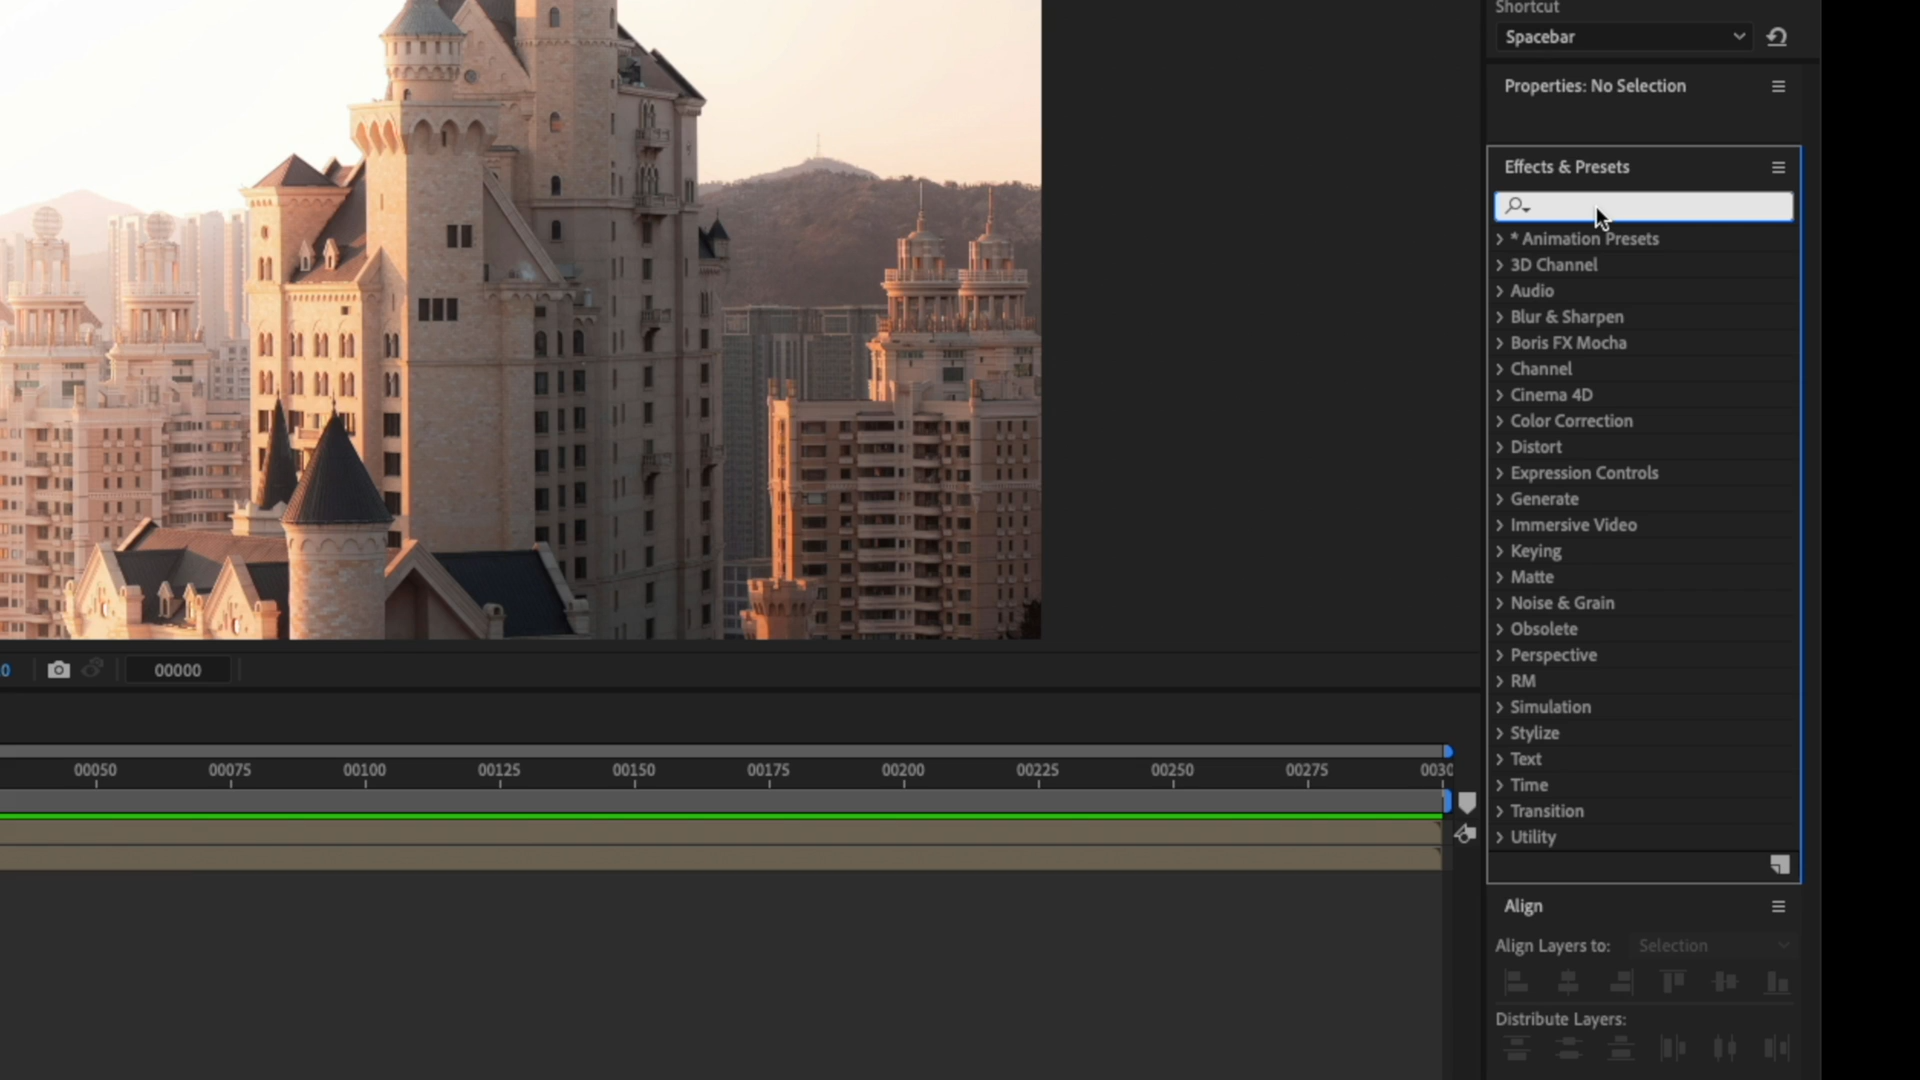 Shortcut
Spacebar
Properties: No Selection
Effects & Presets
* Animation Presets
3D Channel
Audio
Blur & Sharpen
Boris FX Mocha
Channel
Cinema 4D
Color Correction
Distort
Expression Controls
Generate
Immersive Video
Keying
Matte
Noise & Grain
Obsolete
Perspective
RM
Simulation
Stylize
Text
Time
Transition
Utility
Align
Align Layers to: Selection
Distribute Layers:
0 00000
00050 00075 00100 00125 00150 00175 00200 00225 00250 00275 0030